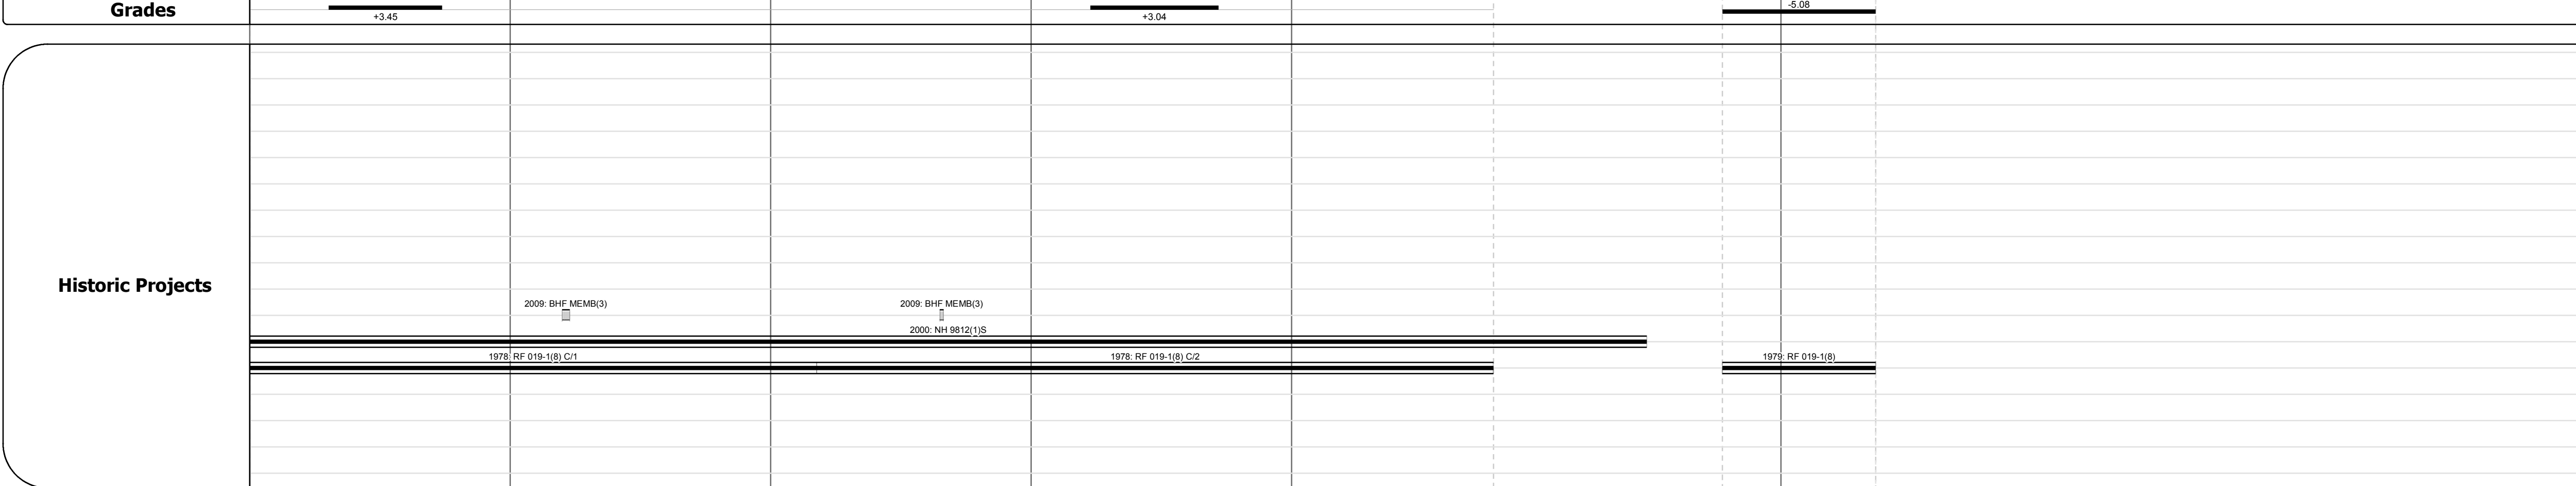 Grades
+3.45
+3.04
-5.08
Historic Projects
2009: BHF MEMB(3)
2009: BHF MEMB(3)
2000: NH 9812(1)S
1978: RF 019-1(8) C/1
1978: RF 019-1(8) C/2
1979: RF 019-1(8)